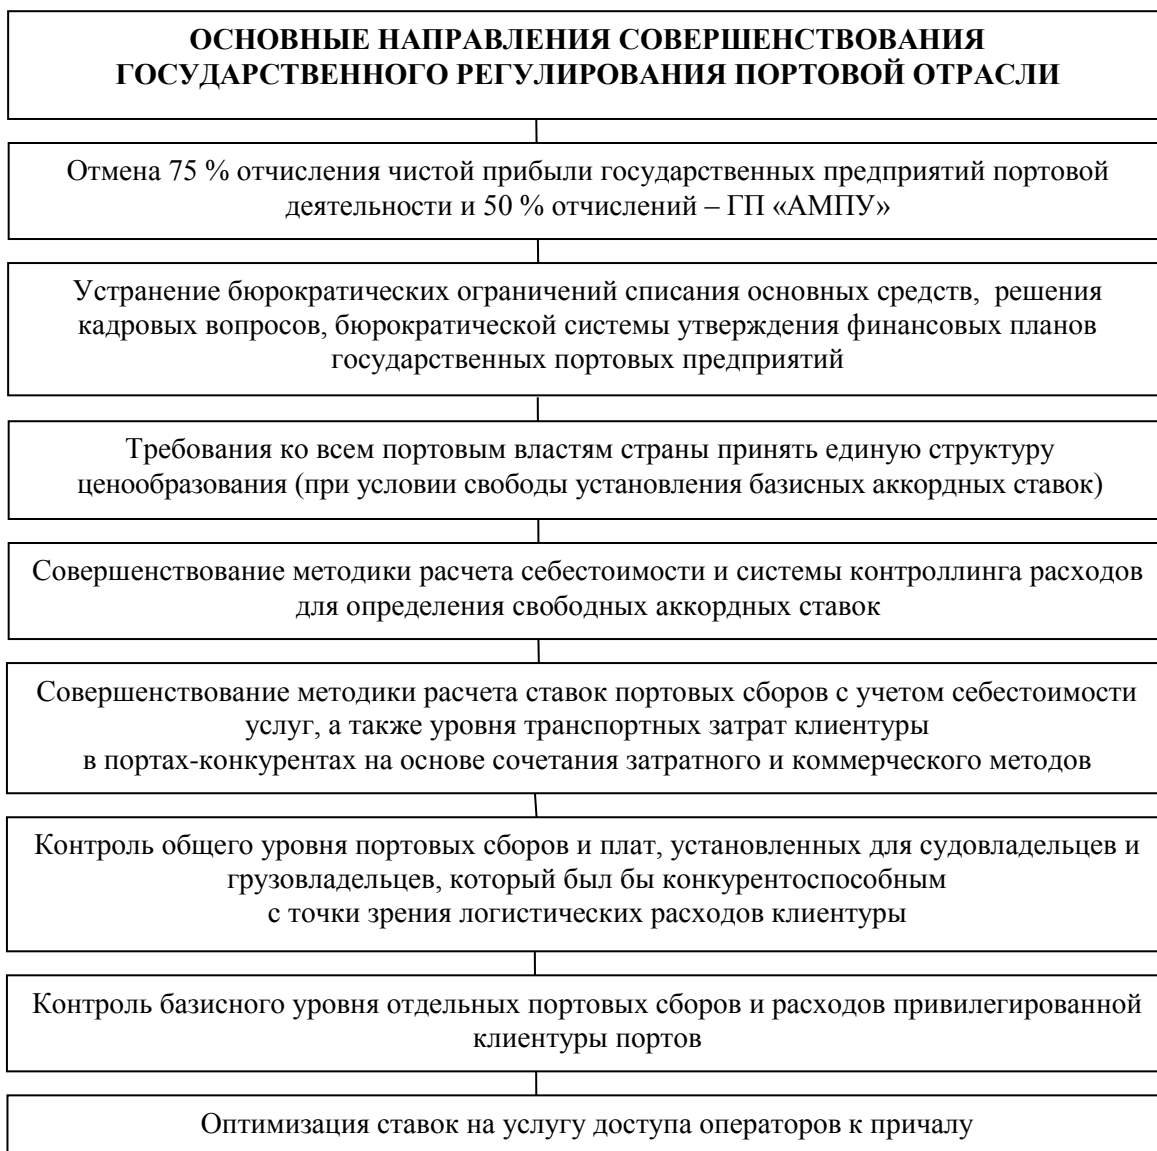 ОСНОВНЫЕ НАПРАВЛЕНИЯ СОВЕРШЕНСТВОВАНИЯ
ГОСУДАРСТВЕННОГО РЕГУЛИРОВАНИЯ ПОРТОВОЙ ОТРАСЛИ
Отмена 75 % отчисления чистой прибыли государственных предприятий портовой
деятельности и 50 % отчислений – ГП «АМПУ»
Устранение бюрократических ограничений списания основных средств, решения
кадровых вопросов, бюрократической системы утверждения финансовых планов
государственных портовых предприятий
Требования ко всем портовым властям страны принять единую структуру
ценообразования (при условии свободы установления базисных аккордных ставок)
Совершенствование методики расчета себестоимости и системы контроллинга расходов
для определения свободных аккордных ставок
Совершенствование методики расчета ставок портовых сборов с учетом себестоимости
услуг, а также уровня транспортных затрат клиентуры
в портах-конкурентах на основе сочетания затратного и коммерческого методов
Контроль общего уровня портовых сборов и плат, установленных для судовладельцев и
грузовладельцев, который был бы конкурентоспособным
с точки зрения логистических расходов клиентуры
Контроль базисного уровня отдельных портовых сборов и расходов привилегированной
клиентуры портов
Оптимизация ставок на услугу доступа операторов к причалу